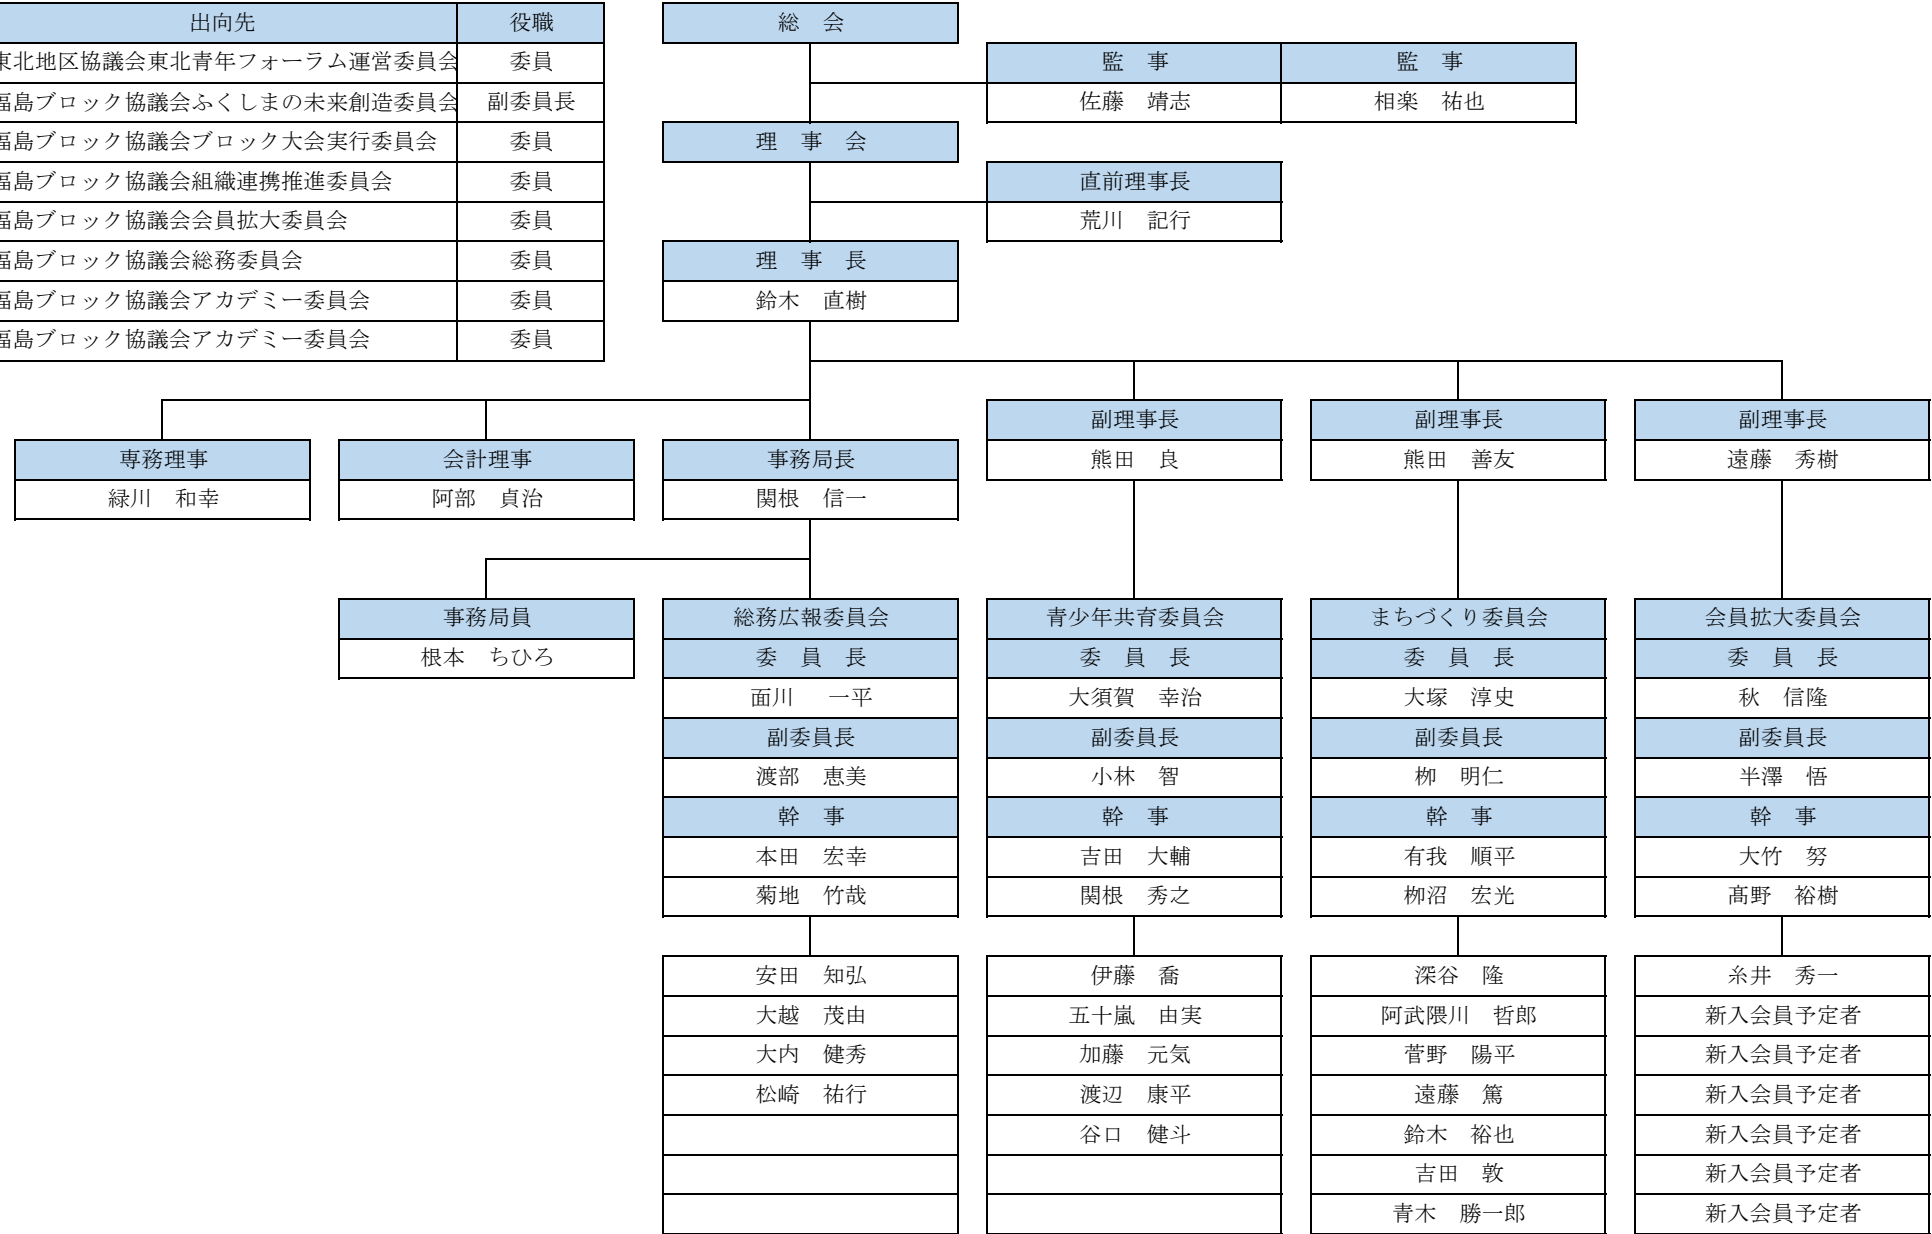 出向先 役職
東北地区協議会東北青年フォーラム運営委員会 委員
福島ブロック協議会ふくしまの未来創造委員会 副委員長
福島ブロック協議会ブロック大会実行委員会 委員
福島ブロック協議会組織連携推進委員会 委員
福島ブロック協議会会員拡大委員会 委員
福島ブロック協議会総務委員会 委員
福島ブロック協議会アカデミー委員会 委員
福島ブロック協議会アカデミー委員会 委員
総 会
監 事 監 事
佐藤 靖志 相楽 祐也
理 事 会
直前理事長
荒川 記行
理 事 長
鈴木 直樹
副理事長 副理事長 副理事長
熊田 良 熊田 善友 遠藤 秀樹
専務理事 会計理事 事務局長
緑川 和幸 阿部 貞治 関根 信一
事務局員
根本 ちひろ
総務広報委員会
委 員 長
面川 一平
副委員長
渡部 恵美
幹 事
本田 宏幸
菊地 竹哉
安田 知弘
大越 茂由
大内 健秀
松崎 祐行
青少年共育委員会
委 員 長
大須賀 幸治
副委員長
小林 智
幹 事
吉田 大輔
関根 秀之
伊藤 喬
五十嵐 由実
加藤 元気
渡辺 康平
谷口 健斗
まちづくり委員会
委 員 長
大塚 淳史
副委員長
栁 明仁
幹 事
有我 順平
栁沼 宏光
深谷 隆
阿武隈川 哲郎
菅野 陽平
遠藤 篤
鈴木 裕也
吉田 敦
青木 勝一郎
会員拡大委員会
委 員 長
秋 信隆
副委員長
半澤 悟
幹 事
大竹 努
髙野 裕樹
糸井 秀一
新入会員予定者
新入会員予定者
新入会員予定者
新入会員予定者
新入会員予定者
新入会員予定者